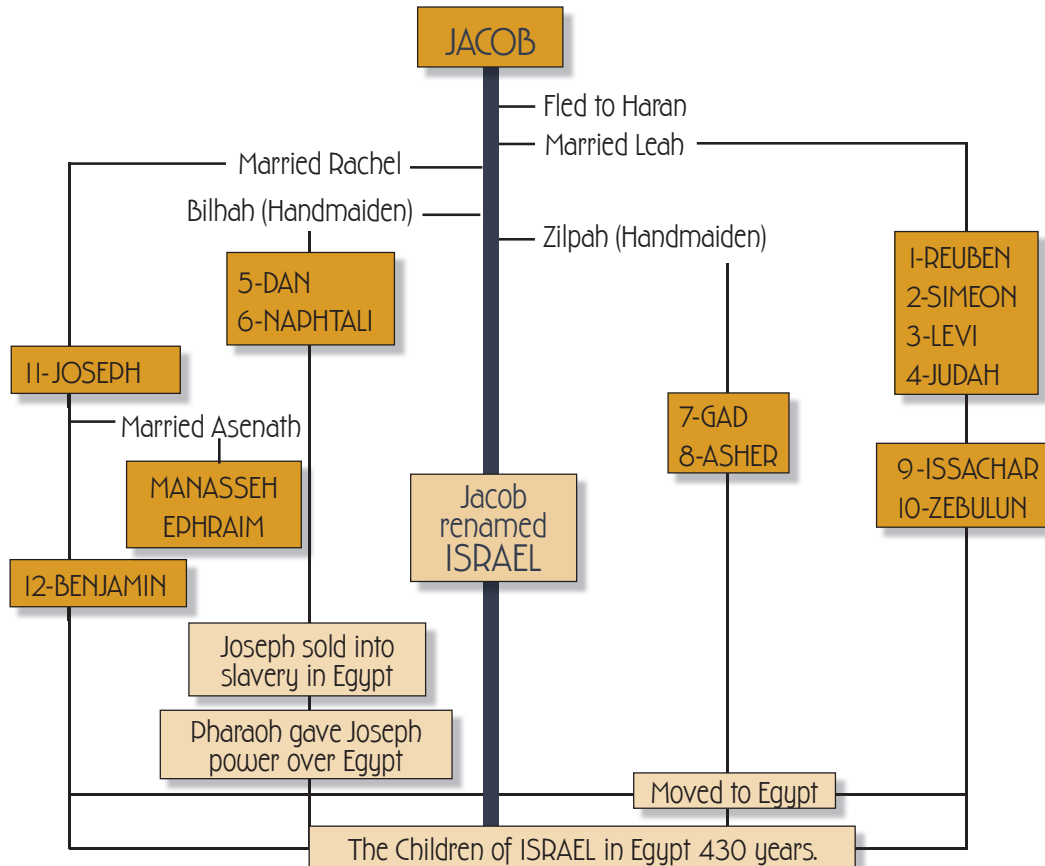 JACOB
Fled to Haran
Married Leah
Married Rachel
Bilhah (Handmaiden)
Zilpah (Handmaiden)
1-REUBEN
2-SIMEON
3-LEVI
4-JUDAH
5-DAN
6-NAPHTALI
11-JOSEPH
Married Asenath
MANASSEH
EPHRAIM
7-GAD
8-ASHER
9-ISSACHAR
10-ZEBULUN
Jacob
renamed
ISRAEL
12-BENJAMIN
Joseph sold into
slavery in Egypt
Pharaoh gave Joseph
power over Egypt
Moved to Egypt
The Children of ISRAEL in Egypt 430 years.